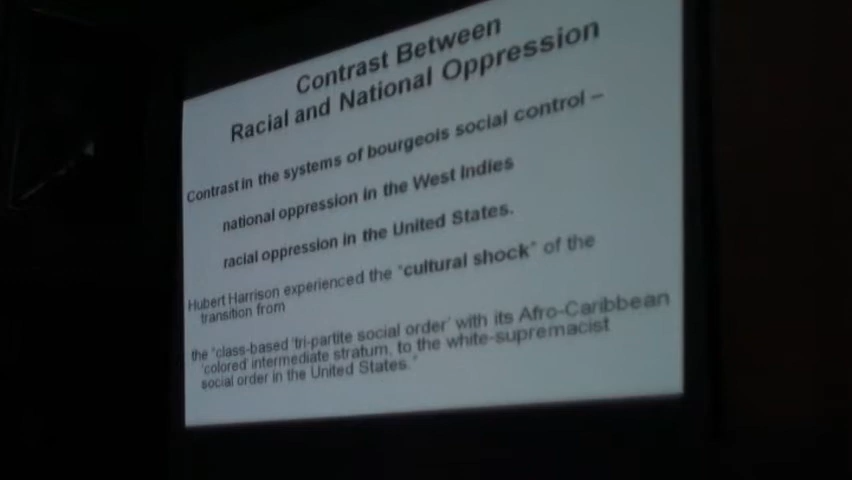 Contrast Between
Racial and National Oppression
Contrast in the systems of bourgeois social control –
national oppression in the West Indies
racial oppression in the United States.
Hubert Harrison experienced the "cultural shock" of the
transition from
the "class-based 'tri-partite social order' with its Afro-Caribbean
'colored' intermediate stratum, to the white-supremacist
social order in the United States."